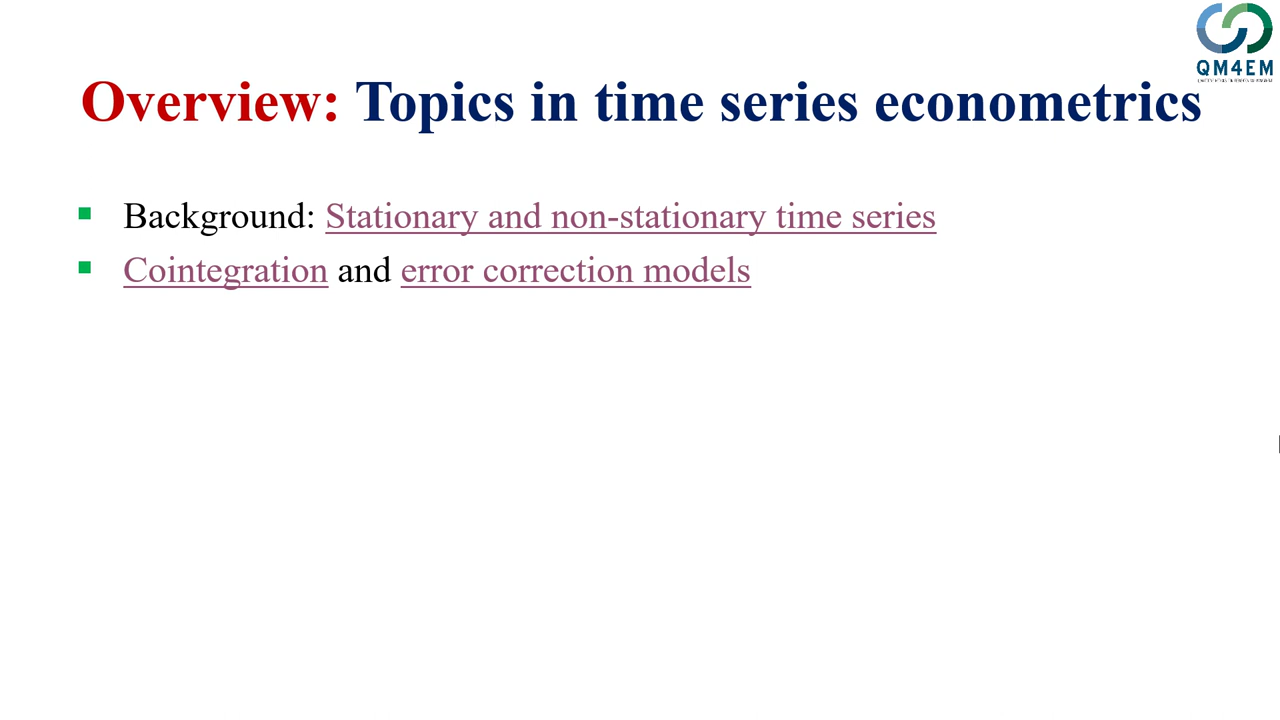 QM4EM
Overview: Topics in time series econometrics
Background: Stationary and non-stationary time series
Cointegration and error correction models